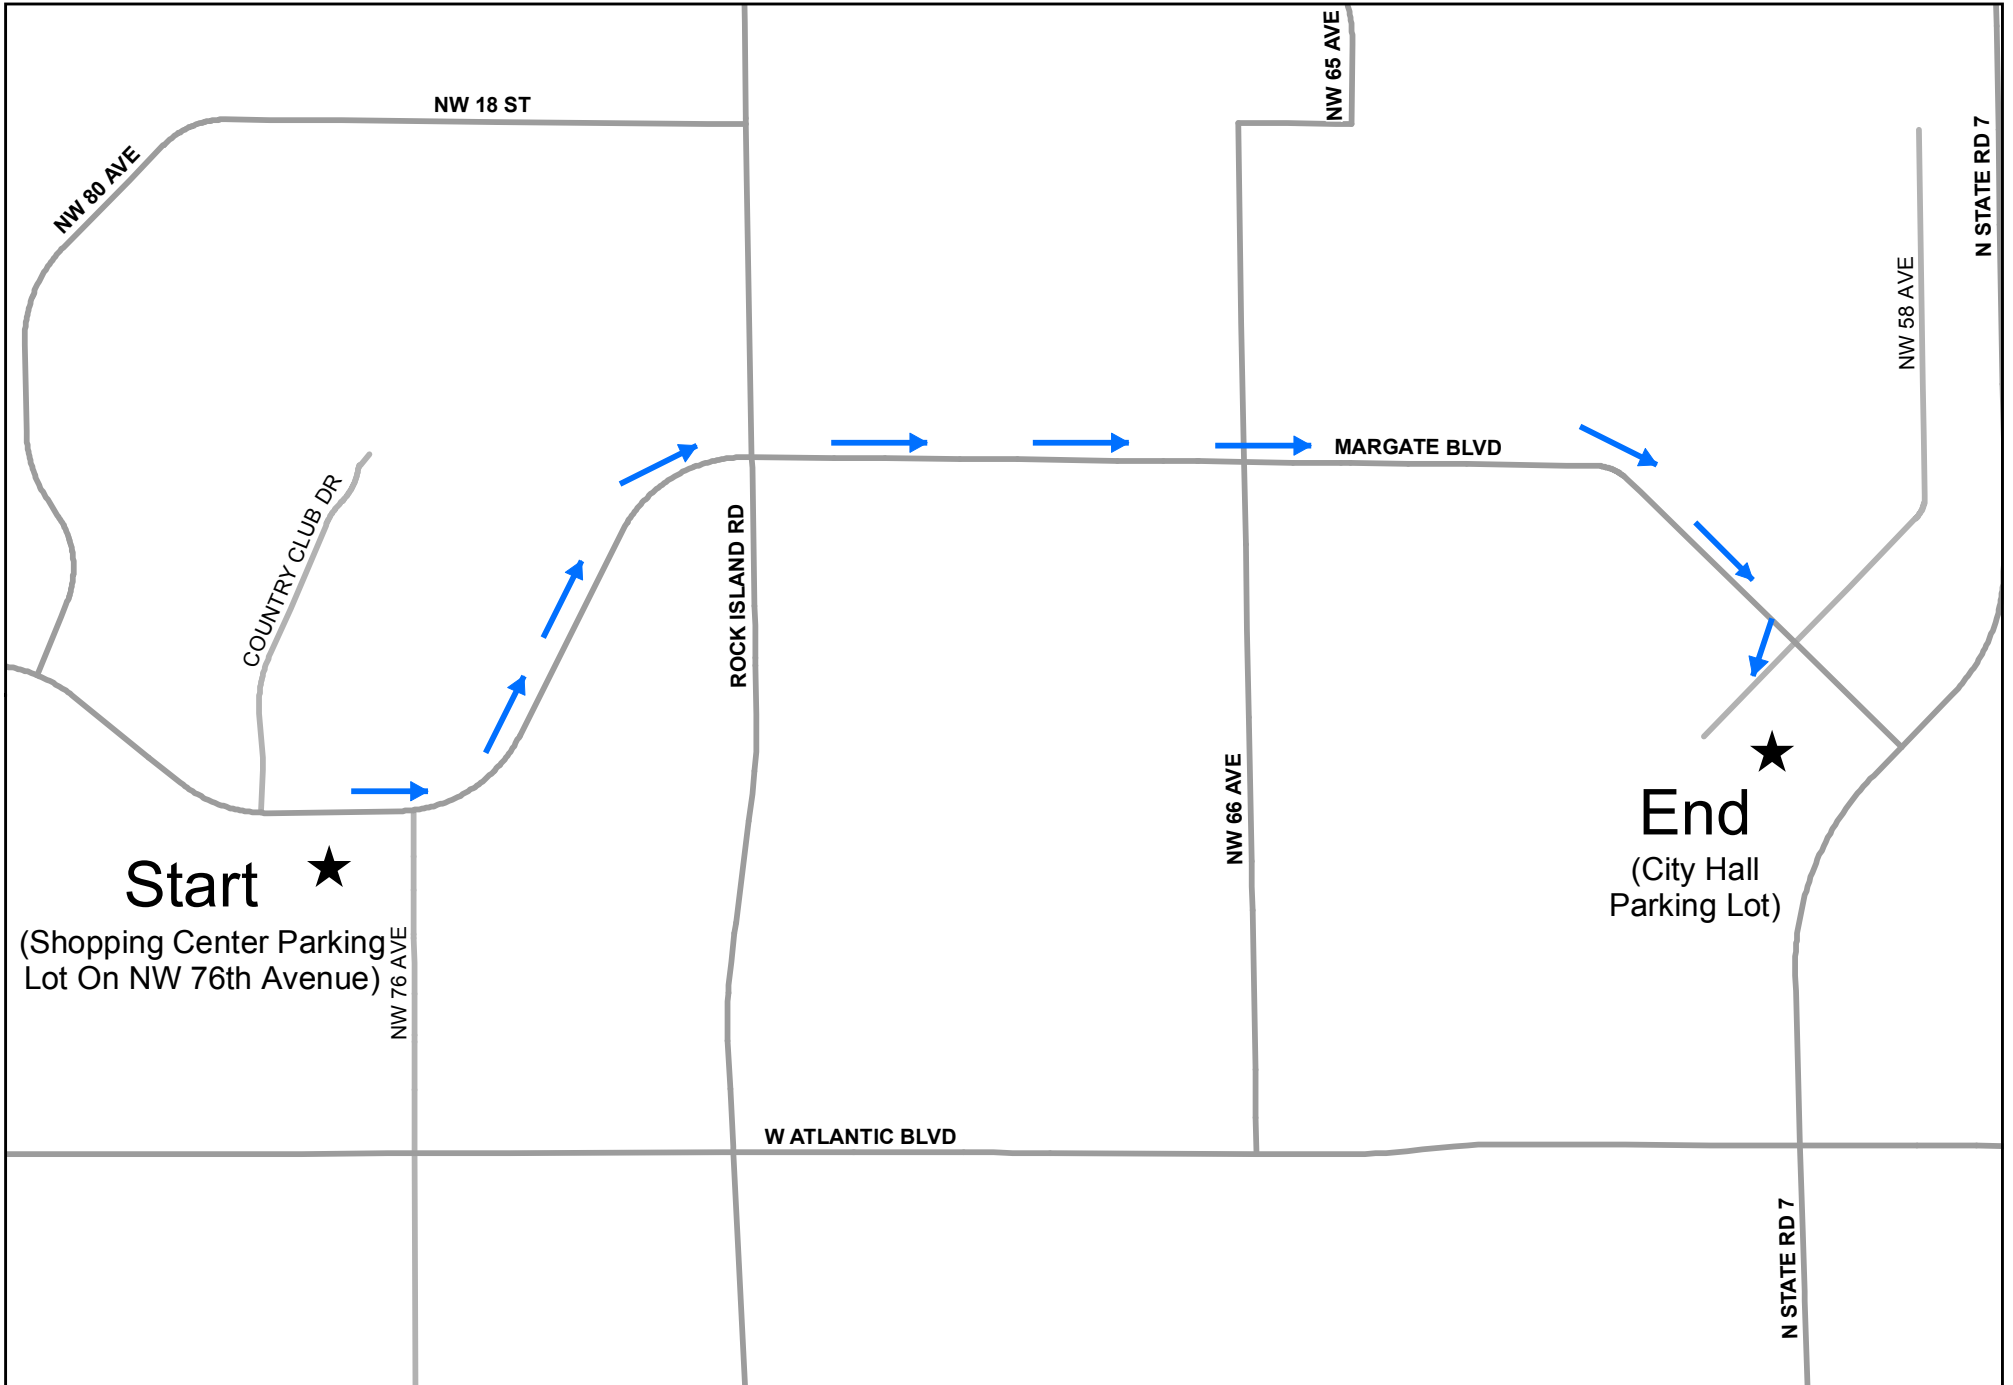 NW 65 AVE
NW 18 ST
NW 80 AVE
N STATE RD 7
NW 58 AVE
MARGATE BLVD
COUNTRY CLUB DR
ROCK ISLAND RD
NW 66 AVE
End
(City Hall
Parking Lot)
Start
(Shopping Center Parking
Lot On NW 76th Avenue)
NW 76 AVE
W ATLANTIC BLVD
N STATE RD 7